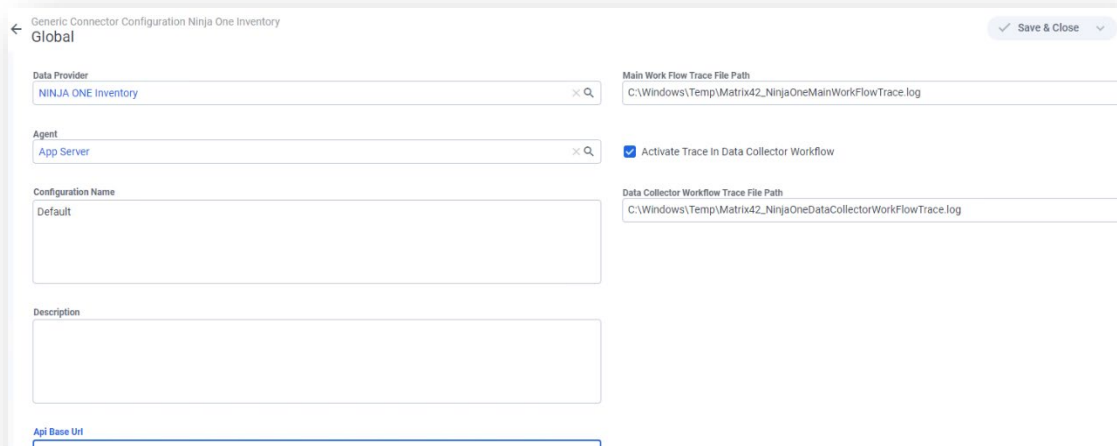 Generic Connector Configuration Ninja One Inventory
Global
Save & Close
Data Provider
NINJA ONE Inventory
Main Work Flow Trace File Path
C:\Windows\Temp\Matrix42_NinjaOneMainWorkFlowTrace.log
Agent
App Server
Activate Trace In Data Collector Workflow
Configuration Name
Default
Data Collector Workflow Trace File Path
C:\Windows\Temp\Matrix42_NinjaOneDataCollectorWorkFlowTrace.log
Description
Api Base Url